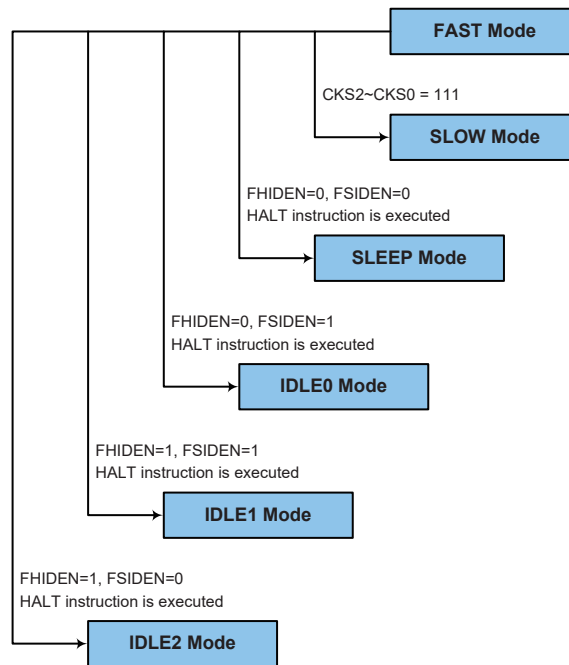 FAST Mode
CKS2~CKS0 = 111
SLOW Mode
FHIDEN=0, FSIDEN=0
HALT instruction is executed
SLEEP Mode
FHIDEN=0, FSIDEN=1
HALT instruction is executed
IDLE0 Mode
FHIDEN=1, FSIDEN=1
HALT instruction is executed
IDLE1 Mode
FHIDEN=1, FSIDEN=0
HALT instruction is executed
IDLE2 Mode